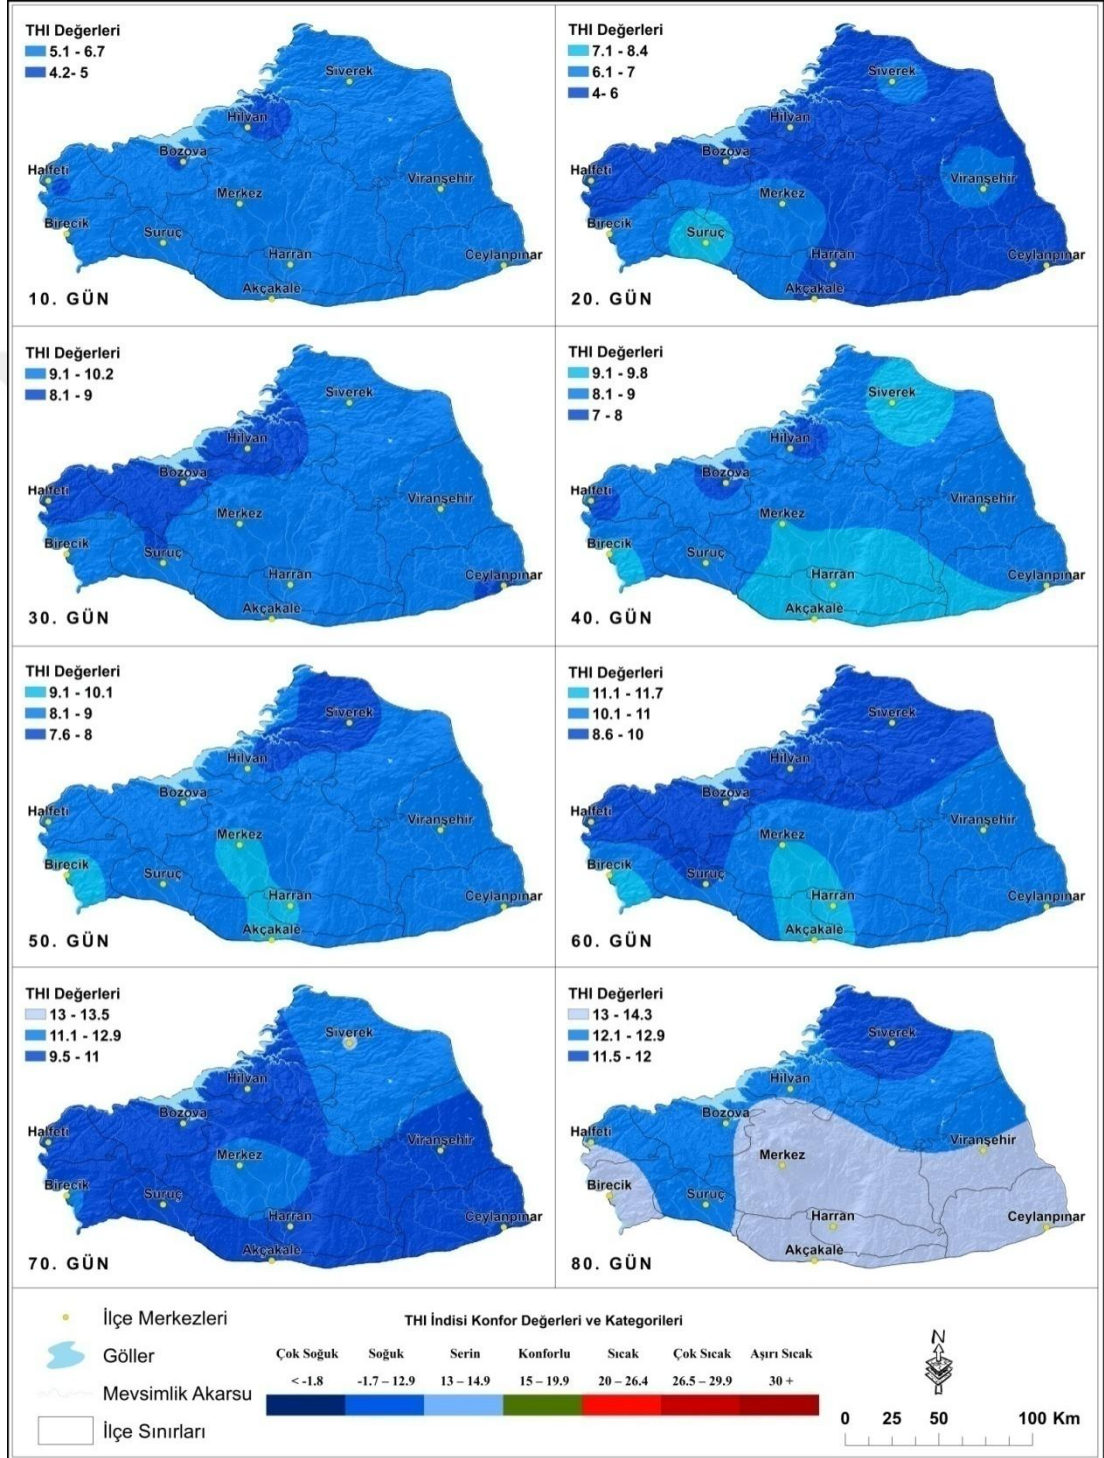 THI Değerleri
5.1 - 6.7
4.2- 5
Siverek
Hilvan
Bozova
Halfeti
Viranşehir
Merkez
Birecik
Suruç
Harran
Ceylanpınar
Akçakale
10. GÜN
THI Değerleri
7.1 - 8.4
6.1 - 7
4- 6
Siverek
Hilvan
Bozova
Halfeti
Viranşehir
Merkez
Birecik
Suruç
Harran
Ceylanpınar
Akçakale
20. GÜN
THI Değerleri
9.1 - 10.2
8.1 - 9
Siverek
Hilvan
Bozova
Halfeti
Viranşehir
Merkez
Birecik
Suruç
Harran
Ceylanpınar
Akçakale
30. GÜN
THI Değerleri
9.1 - 9.8
8.1 - 9
7 - 8
Siverek
Hilvan
Bozova
Halfeti
Viranşehir
Merkez
Birecik
Suruç
Harran
Ceylanpınar
Akçakale
40. GÜN
THI Değerleri
9.1 - 10.1
8.1 - 9
7.6 - 8
Siverek
Hilvan
Bozova
Halfeti
Viranşehir
Merkez
Birecik
Suruç
Harran
Ceylanpınar
Akçakale
50. GÜN
THI Değerleri
11.1 - 11.7
10.1 - 11
8.6 - 10
Siverek
Hilvan
Bozova
Halfeti
Viranşehir
Merkez
Birecik
Suruç
Harran
Ceylanpınar
Akçakale
60. GÜN
THI Değerleri
13 - 13.5
11.1 - 12.9
9.5 - 11
Siverek
Hilvan
Bozova
Halfeti
Viranşehir
Merkez
Birecik
Suruç
Harran
Ceylanpınar
Akçakale
70. GÜN
THI Değerleri
13 - 14.3
12.1 - 12.9
11.5 - 12
Siverek
Hilvan
Bozova
Halfeti
Viranşehir
Merkez
Birecik
Suruç
Harran
Ceylanpınar
Akçakale
80. GÜN
İlçe Merkezleri
Göller
Mevsimlik Akarsu
İlçe Sınırları
THI İndisi Konfor Değerleri ve Kategorileri
Çok Soğuk Soğuk Serin Konforlu Sıcak Çok Sıcak Aşırı Sıcak
< -1.8 -1.7 – 12.9 13 – 14.9 15 – 19.9 20 – 26.4 26.5 – 29.9 30 +
N
0 25 50 100 Km